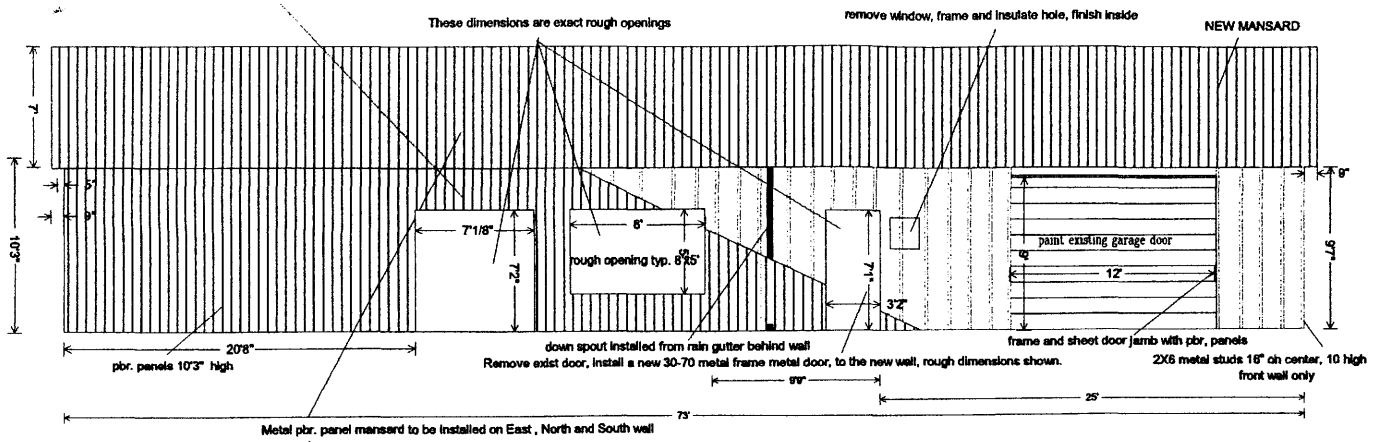 These dimensions are exact rough openings
remove window, frame and insulate hole, finish inside
NEW MANSARD
7'
5"
9"
9"
10'3"
7'1/8"
7'2"
8'
5'
rough opening typ. 8'x5'
7'1"
3'2"
paint existing garage door
9'
12'
9'7"
20'8"
pbr. panels 10'3" high
down spout installed from rain gutter behind wall
Remove exist door, install a new 30-70 metal frame metal door, to the new wall, rough dimensions shown.
frame and sheet door jamb with pbr, panels
2X6 metal studs 16" on center, 10 high
front wall only
9'9"
25'
73'
Metal pbr. panel mansard to be installed on East , North and South wall